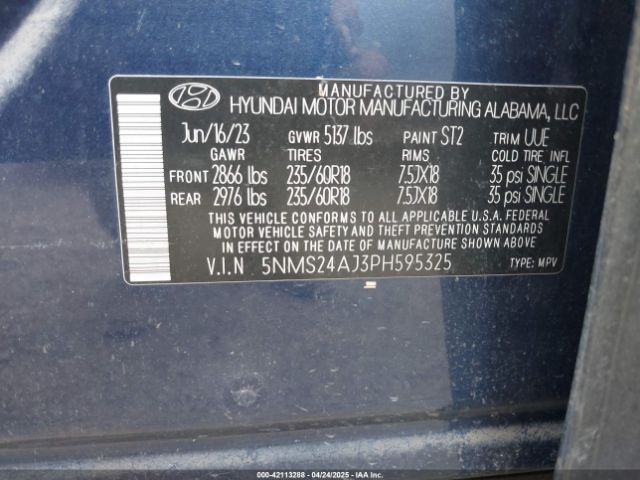 MANUFACTURED BY
HYUNDAI MOTOR MANUFACTURING ALABAMA, LLC
Jun/16/23 GVWR 5137 lbs PAINT ST2 TRIM UUE
GAWR TIRES RIMS COLD TIRE INFL
FRONT 2866 lbs 235/60R18 7.5JX18 35 psi SINGLE
REAR 2976 lbs 235/60R18 7.5JX18 35 psi SINGLE
THIS VEHICLE CONFORMS TO ALL APPLICABLE U.S.A. FEDERAL
MOTOR VEHICLE SAFETY AND THEFT PREVENTION STANDARDS
IN EFFECT ON THE DATE OF MANUFACTURE SHOWN ABOVE.
V.I.N 5NMS24AJ3PH595325 TYPE: MPV
000-42113288 - 04/24/2025 - IAAI.COM